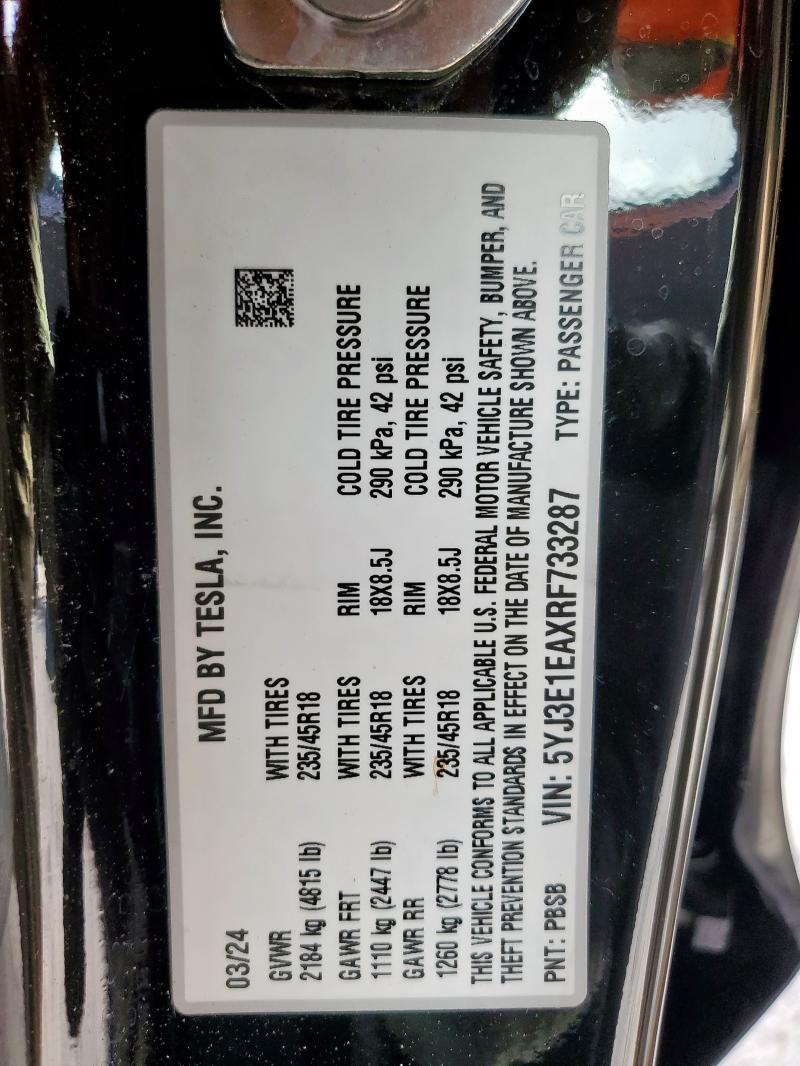 MFD BY TESLA, INC.
03/24
GVWR WITH TIRES
2184 kg (4815 lb) 235/45R18
GAWR FRT WITH TIRES RIM COLD TIRE PRESSURE
1110 kg (2447 lb) 235/45R18 18X8.5J 290 kPa, 42 psi
GAWR RR WITH TIRES RIM COLD TIRE PRESSURE
1260 kg (2778 lb) 235/45R18 18X8.5J 290 kPa, 42 psi
THIS VEHICLE CONFORMS TO ALL APPLICABLE U.S. FEDERAL MOTOR VEHICLE SAFETY, BUMPER, AND
THEFT PREVENTION STANDARDS IN EFFECT ON THE DATE OF MANUFACTURE SHOWN ABOVE.
PNT: PBSB VIN: 5YJ3E1EAXRF733287 TYPE: PASSENGER CAR